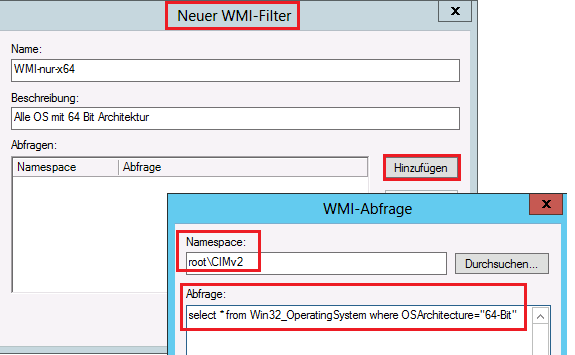 Neuer WMI-Filter
x
Name:
WMI-nur-x64
Beschreibung:
Alle OS mit 64 Bit Architektur
Abfragen:
Namespace Abfrage
Hinzufügen
WMI-Abfrage
x
Namespace:
root\CIMv2
Durchsuchen...
Abfrage:
select * from Win32_OperatingSystem where OSArchitecture="64-Bit"